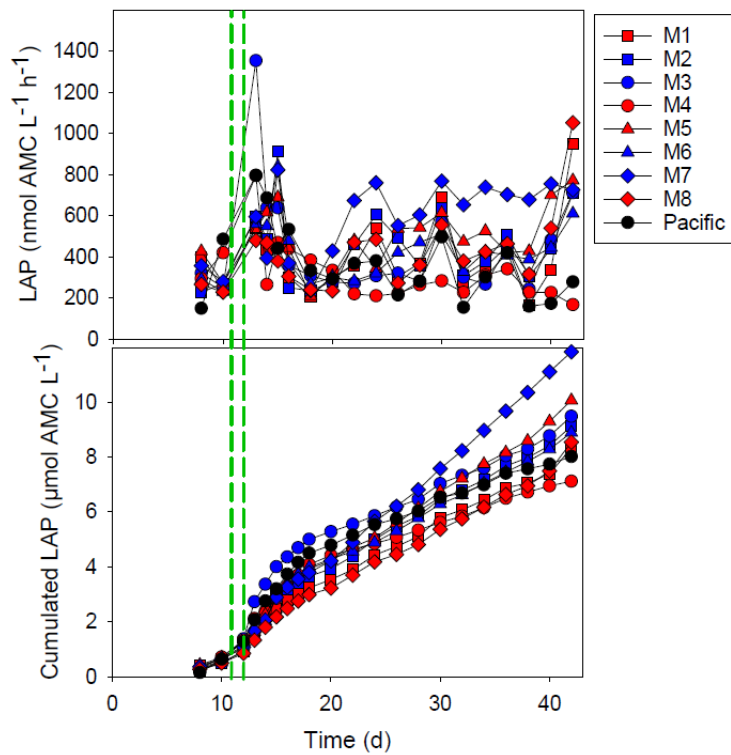 LAP (nmol AMC L⁻¹ h⁻¹)
1400
1200
1000
800
600
400
200
0
M1
M2
M3
M4
M5
M6
M7
M8
Pacific
Cumulated LAP (µmol AMC L⁻¹)
10
8
6
4
2
0
0 10 20 30 40
Time (d)